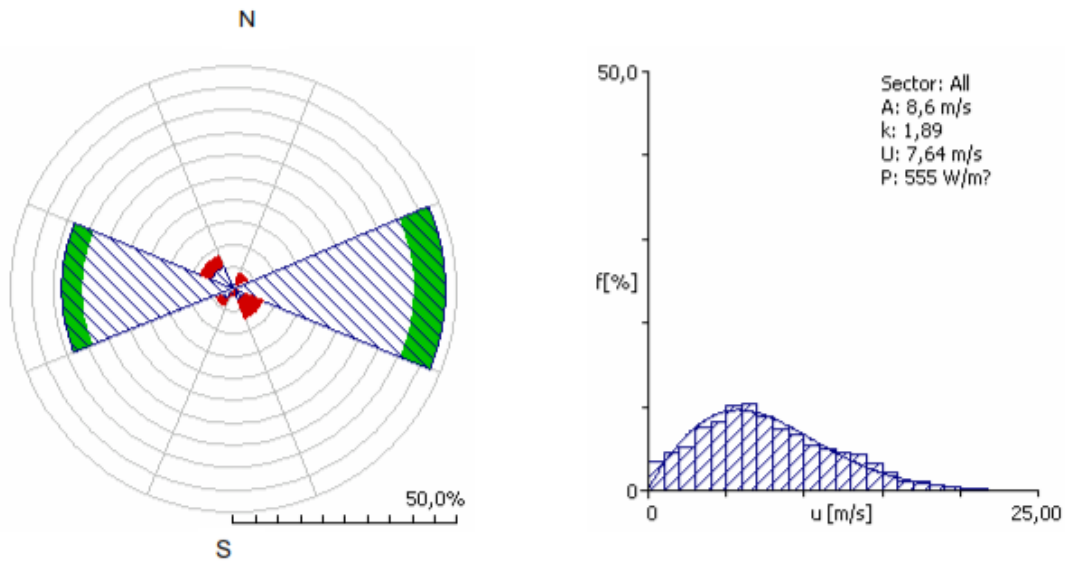 N
50,0%
S
50,0
Sector: All
A: 8,6 m/s
k: 1,89
U: 7,64 m/s
P: 555 W/m?
f[%]
0
0
u [m/s]
25,00